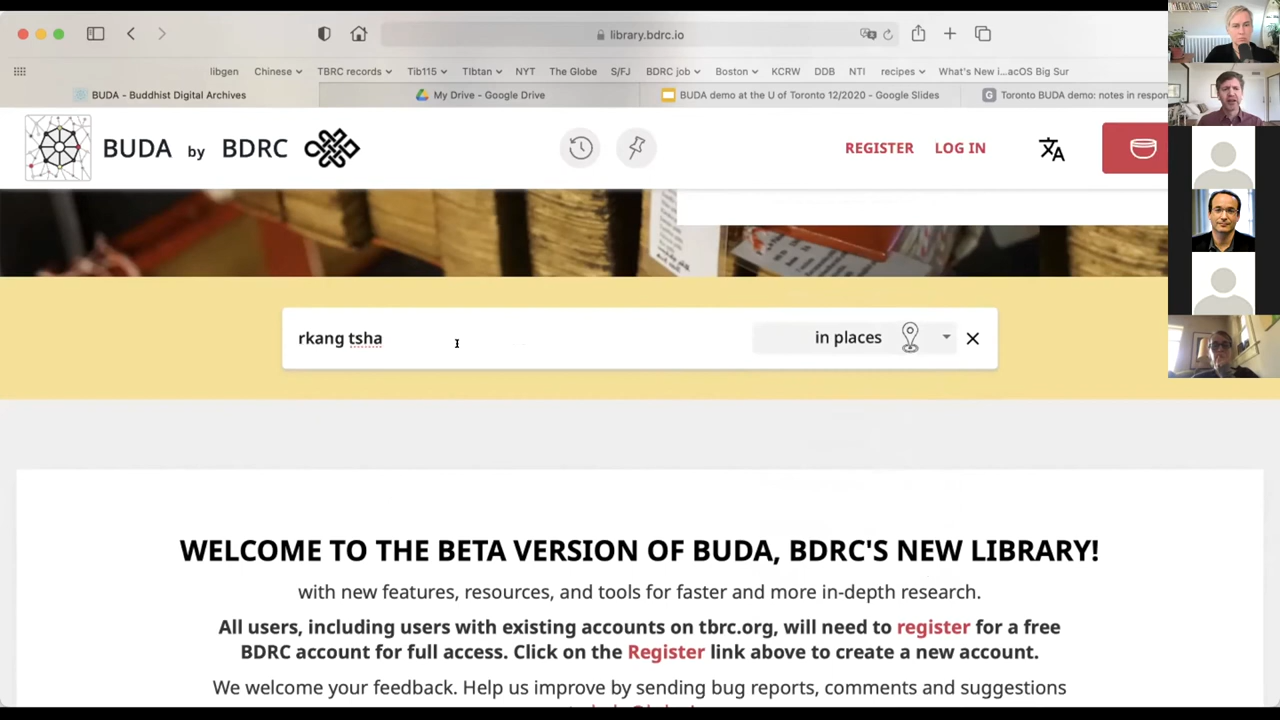 library.bdrc.io
libgen Chinese TBRC records Tib115 TIbtan NYT The Globe S/FJ BDRC job Boston KCRW DDB NTI recipes What's New i...acOS Big Sur
BUDA - Buddhist Digital Archives My Drive - Google Drive BUDA demo at the U of Toronto 12/2020 - Google Slides Toronto BUDA demo: notes in respon
BUDA by BDRC REGISTER LOG IN
rkang tsha in places
WELCOME TO THE BETA VERSION OF BUDA, BDRC'S NEW LIBRARY!
with new features, resources, and tools for faster and more in-depth research.
All users, including users with existing accounts on tbrc.org, will need to register for a free
BDRC account for full access. Click on the Register link above to create a new account.
We welcome your feedback. Help us improve by sending bug reports, comments and suggestions